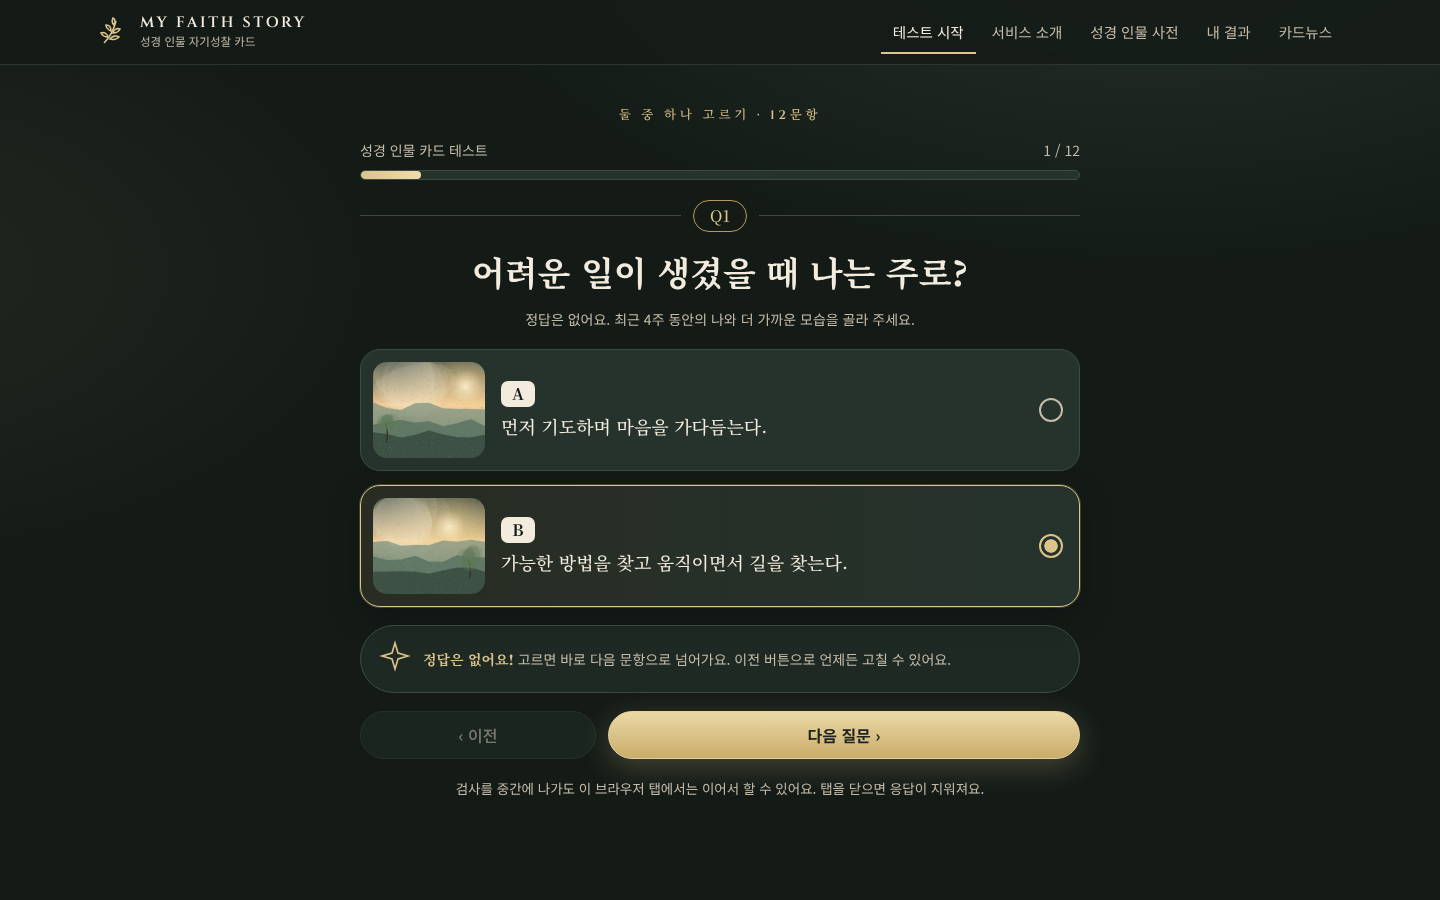 MY FAITH STORY
성경 인물 자기성찰 카드
테스트 시작
서비스 소개
성경 인물 사전
내 결과
카드뉴스
둘 중 하나 고르기 · 12문항
성경 인물 카드 테스트
1 / 12
Q1
어려운 일이 생겼을 때 나는 주로?
정답은 없어요. 최근 4주 동안의 나와 더 가까운 모습을 골라 주세요.
A
먼저 기도하며 마음을 가다듬는다.
B
가능한 방법을 찾고 움직이면서 길을 찾는다.
정답은 없어요! 고르면 바로 다음 문항으로 넘어가요. 이전 버튼으로 언제든 고칠 수 있어요.
‹ 이전
다음 질문 ›
검사를 중간에 나가도 이 브라우저 탭에서는 이어서 할 수 있어요. 탭을 닫으면 응답이 지워져요.